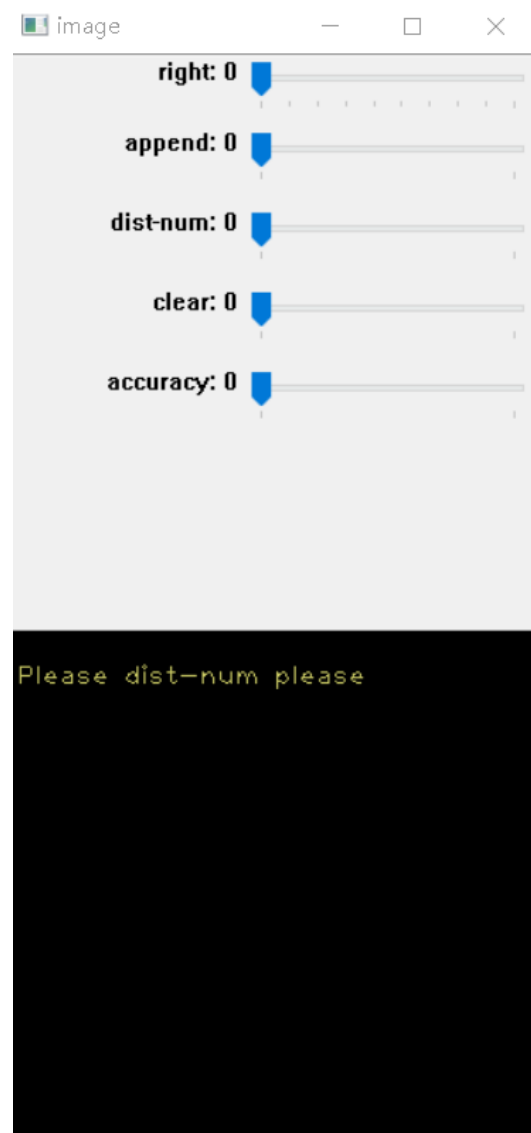 image
right: 0
append: 0
dist-num: 0
clear: 0
accuracy: 0
Please dist-num please